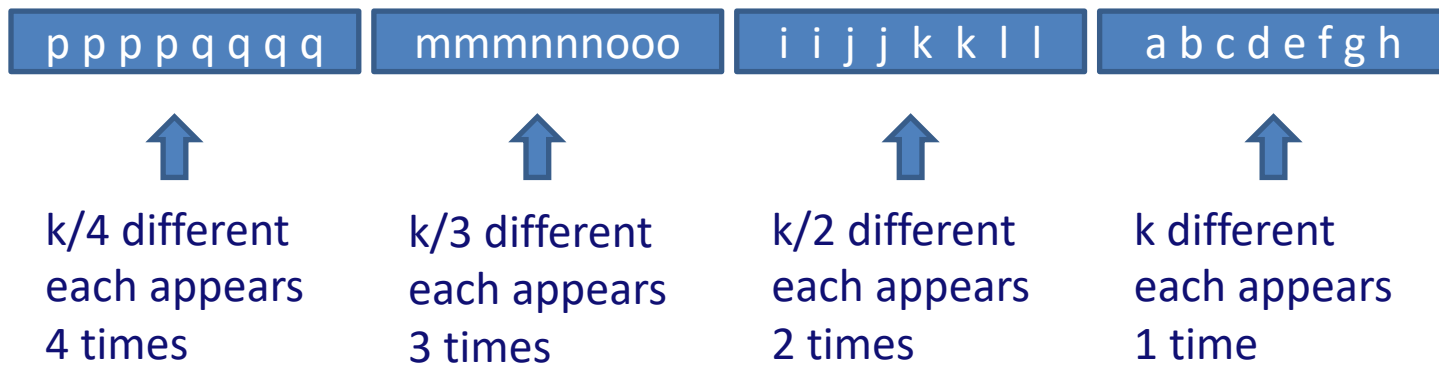 p p p p q q q q
mmmnnnooo
i i j j k k l l
a b c d e f g h
k/4 different
each appears
4 times
k/3 different
each appears
3 times
k/2 different
each appears
2 times
k different
each appears
1 time